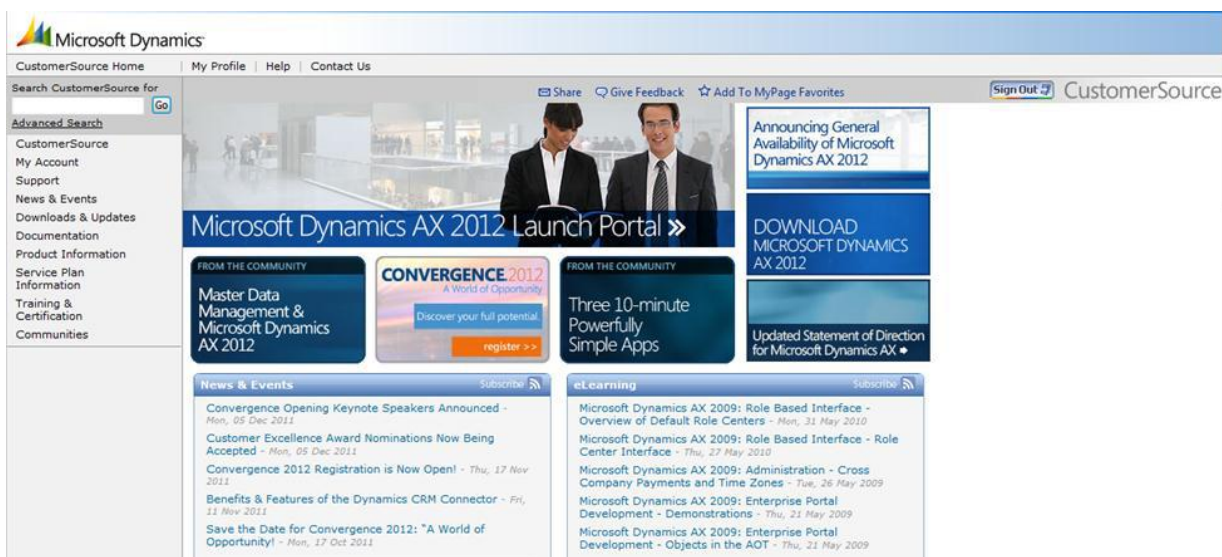 Microsoft Dynamics
CustomerSource Home | My Profile | Help | Contact Us
Search CustomerSource for
Go
Advanced Search
CustomerSource
My Account
Support
News & Events
Downloads & Updates
Documentation
Product Information
Service Plan
Information
Training &
Certification
Communities
Share Give Feedback Add To MyPage Favorites
Sign Out CustomerSource
Microsoft Dynamics AX 2012 Launch Portal »
Announcing General
Availability of Microsoft
Dynamics AX 2012
DOWNLOAD
MICROSOFT DYNAMICS
AX 2012
Updated Statement of Direction
for Microsoft Dynamics AX
FROM THE COMMUNITY
Master Data
Management &
Microsoft Dynamics
AX 2012
CONVERGENCE 2012
A World of Opportunity
Discover your full potential.
register >>
FROM THE COMMUNITY
Three 10-minute
Powerfully
Simple Apps
News & Events Subscribe
Convergence Opening Keynote Speakers Announced -
Mon, 05 Dec 2011
Customer Excellence Award Nominations Now Being
Accepted - Mon, 05 Dec 2011
Convergence 2012 Registration is Now Open! - Thu, 17 Nov
2011
Benefits & Features of the Dynamics CRM Connector - Fri,
11 Nov 2011
Save the Date for Convergence 2012: "A World of
Opportunity! - Mon, 17 Oct 2011
eLearning Subscribe
Microsoft Dynamics AX 2009: Role Based Interface -
Overview of Default Role Centers - Mon, 31 May 2010
Microsoft Dynamics AX 2009: Role Based Interface - Role
Center Interface - Thu, 27 May 2010
Microsoft Dynamics AX 2009: Administration - Cross
Company Payments and Time Zones - Tue, 26 May 2009
Microsoft Dynamics AX 2009: Enterprise Portal
Development - Demonstrations - Thu, 21 May 2009
Microsoft Dynamics AX 2009: Enterprise Portal
Development - Objects in the AOT - Thu, 21 May 2009